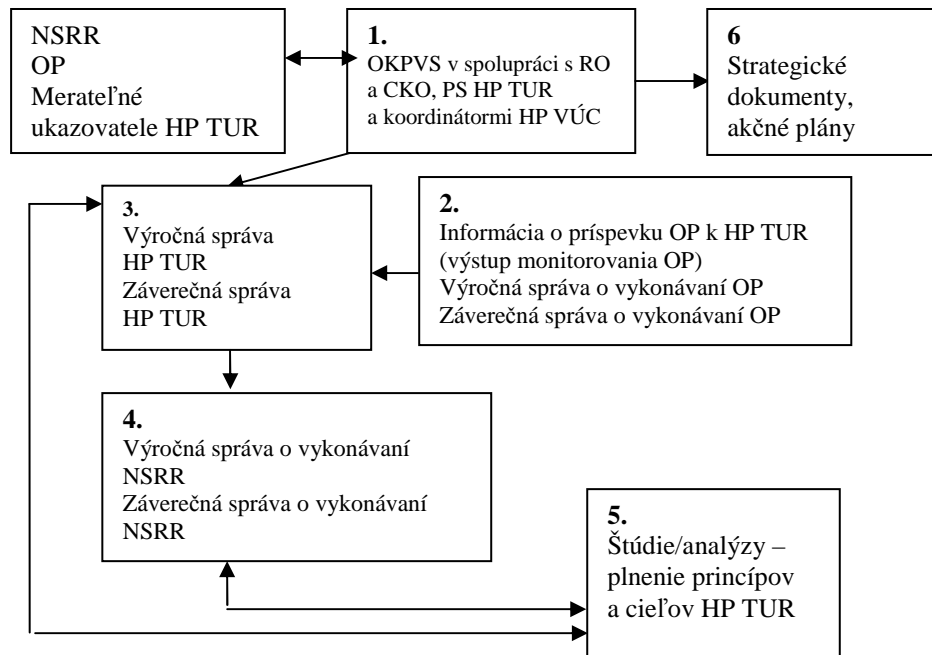 NSRR
OP
Merateľné
ukazovatele HP TUR
1.
OKPVS v spolupráci s RO
a CKO, PS HP TUR
a koordinátormi HP VÚC
6
Strategické
dokumenty,
akčné plány
3.
Výročná správa
HP TUR
Záverečná správa
HP TUR
2.
Informácia o príspevku OP k HP TUR
(výstup monitorovania OP)
Výročná správa o vykonávaní OP
Záverečná správa o vykonávaní OP
4.
Výročná správa o vykonávaní
NSRR
Záverečná správa o vykonávaní
NSRR
5.
Štúdie/analýzy –
plnenie princípov
a cieľov HP TUR